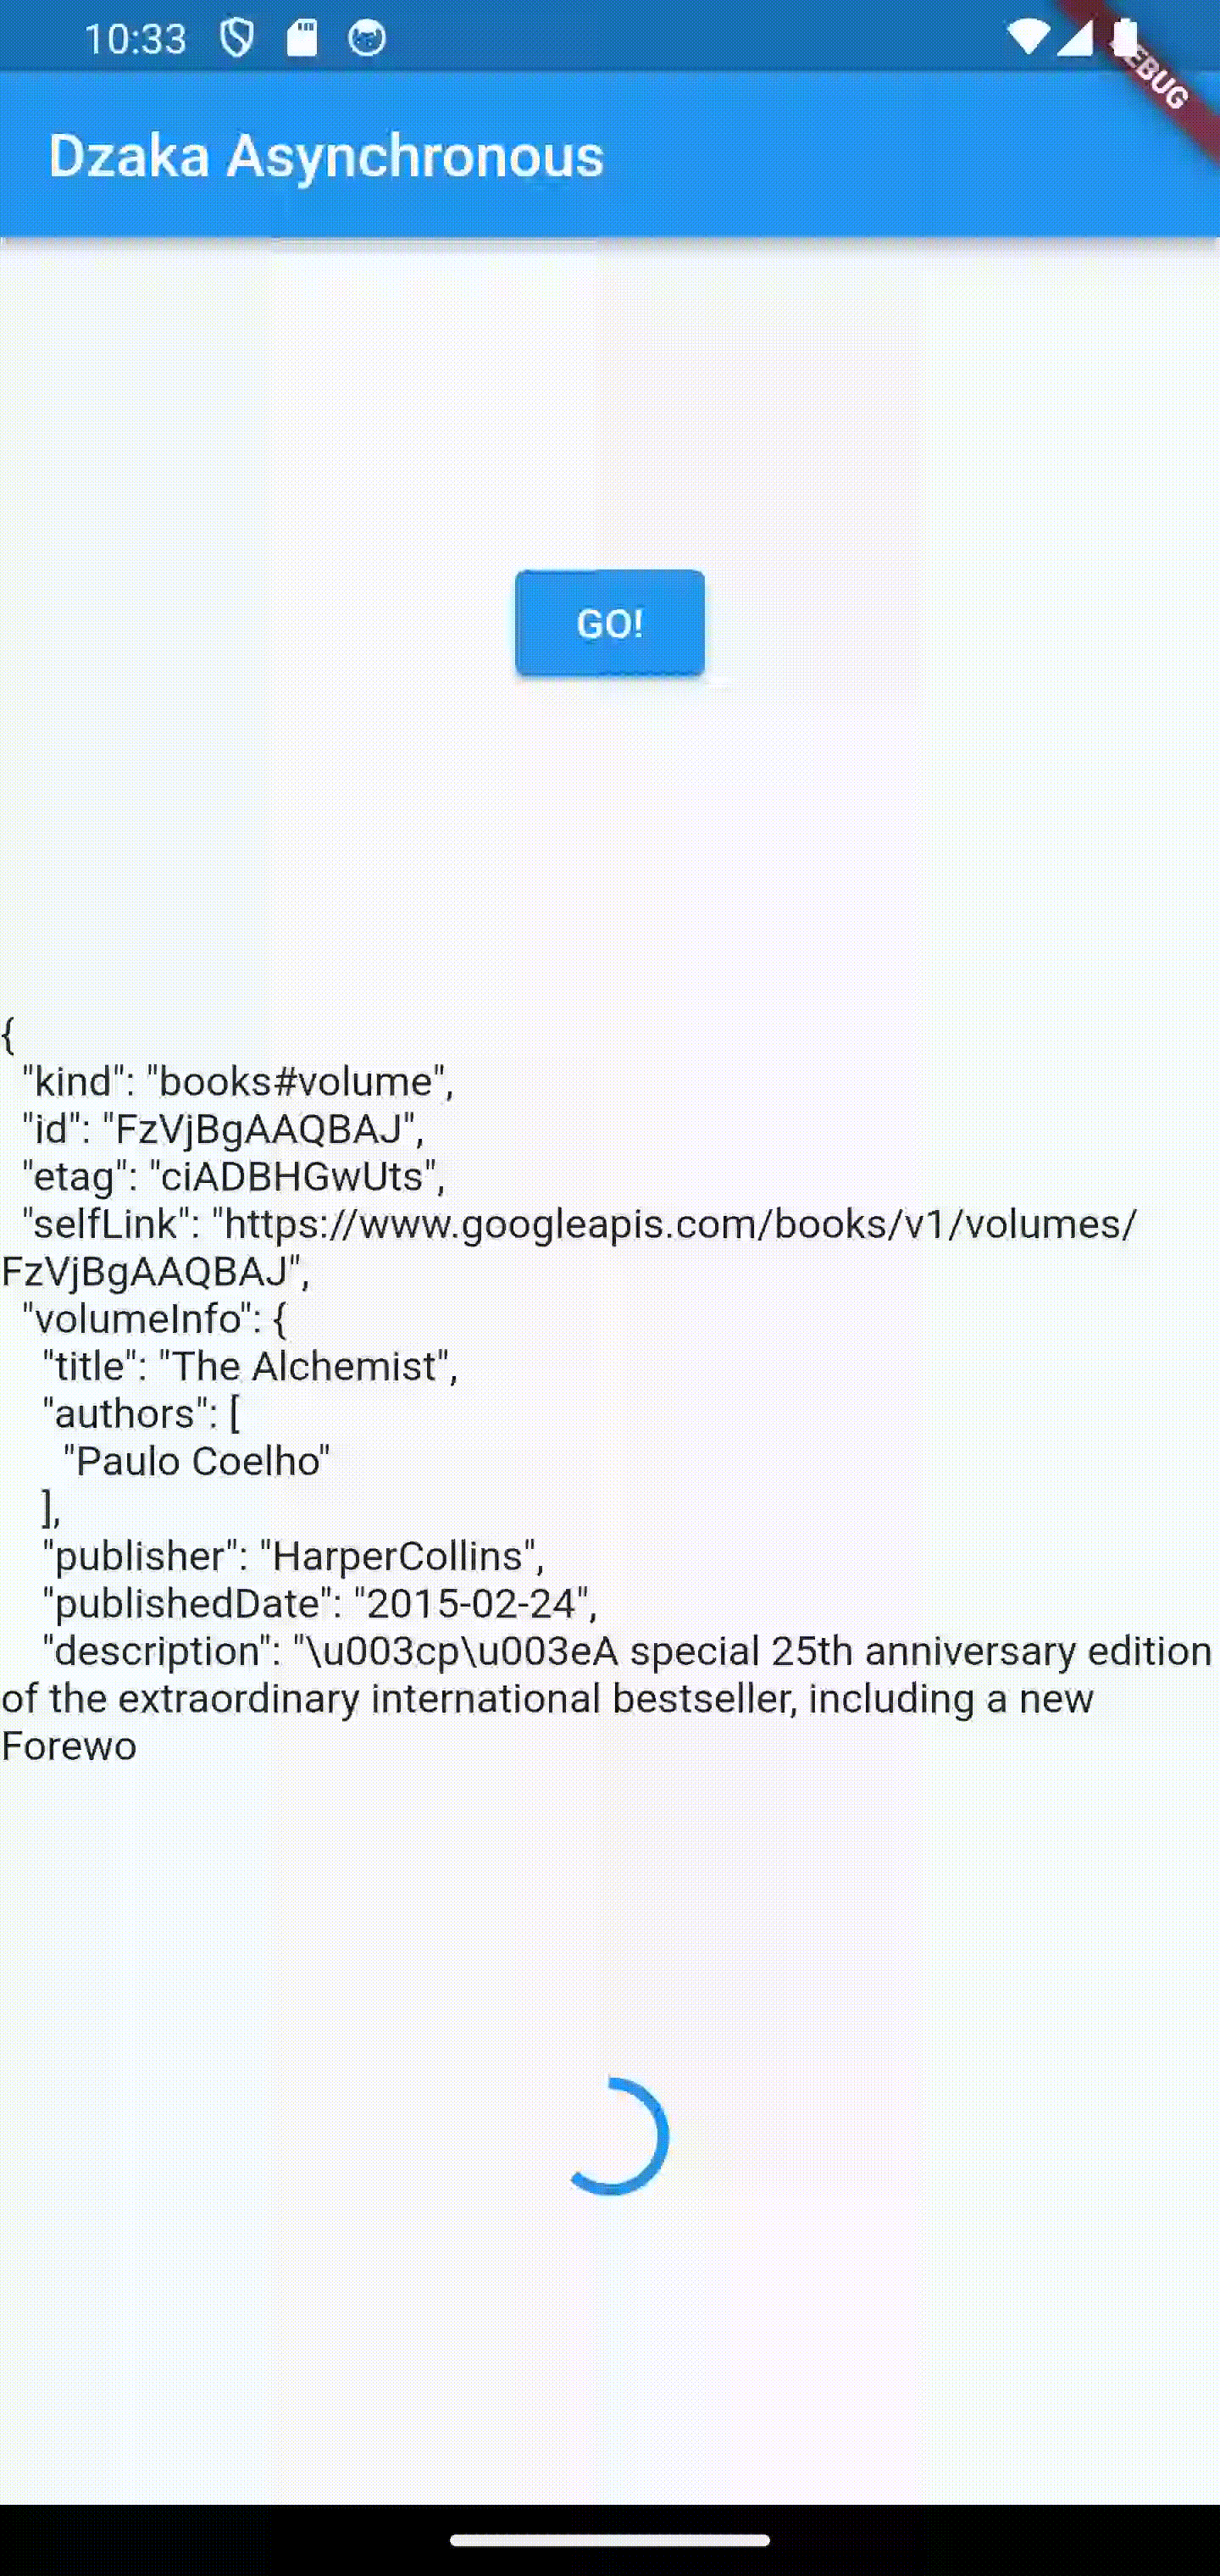 10:33
DEBUG
Dzaka Asynchronous
GO!
{
"kind": "books#volume",
"id": "FzVjBgAAQBAJ",
"etag": "ciADBHGwUts",
"selfLink": "https://www.googleapis.com/books/v1/volumes/
FzVjBgAAQBAJ",
"volumeInfo": {
"title": "The Alchemist",
"authors": [
"Paulo Coelho"
],
"publisher": "HarperCollins",
"publishedDate": "2015-02-24",
"description": "\u003cp\u003eA special 25th anniversary edition
of the extraordinary international bestseller, including a new
Forewo